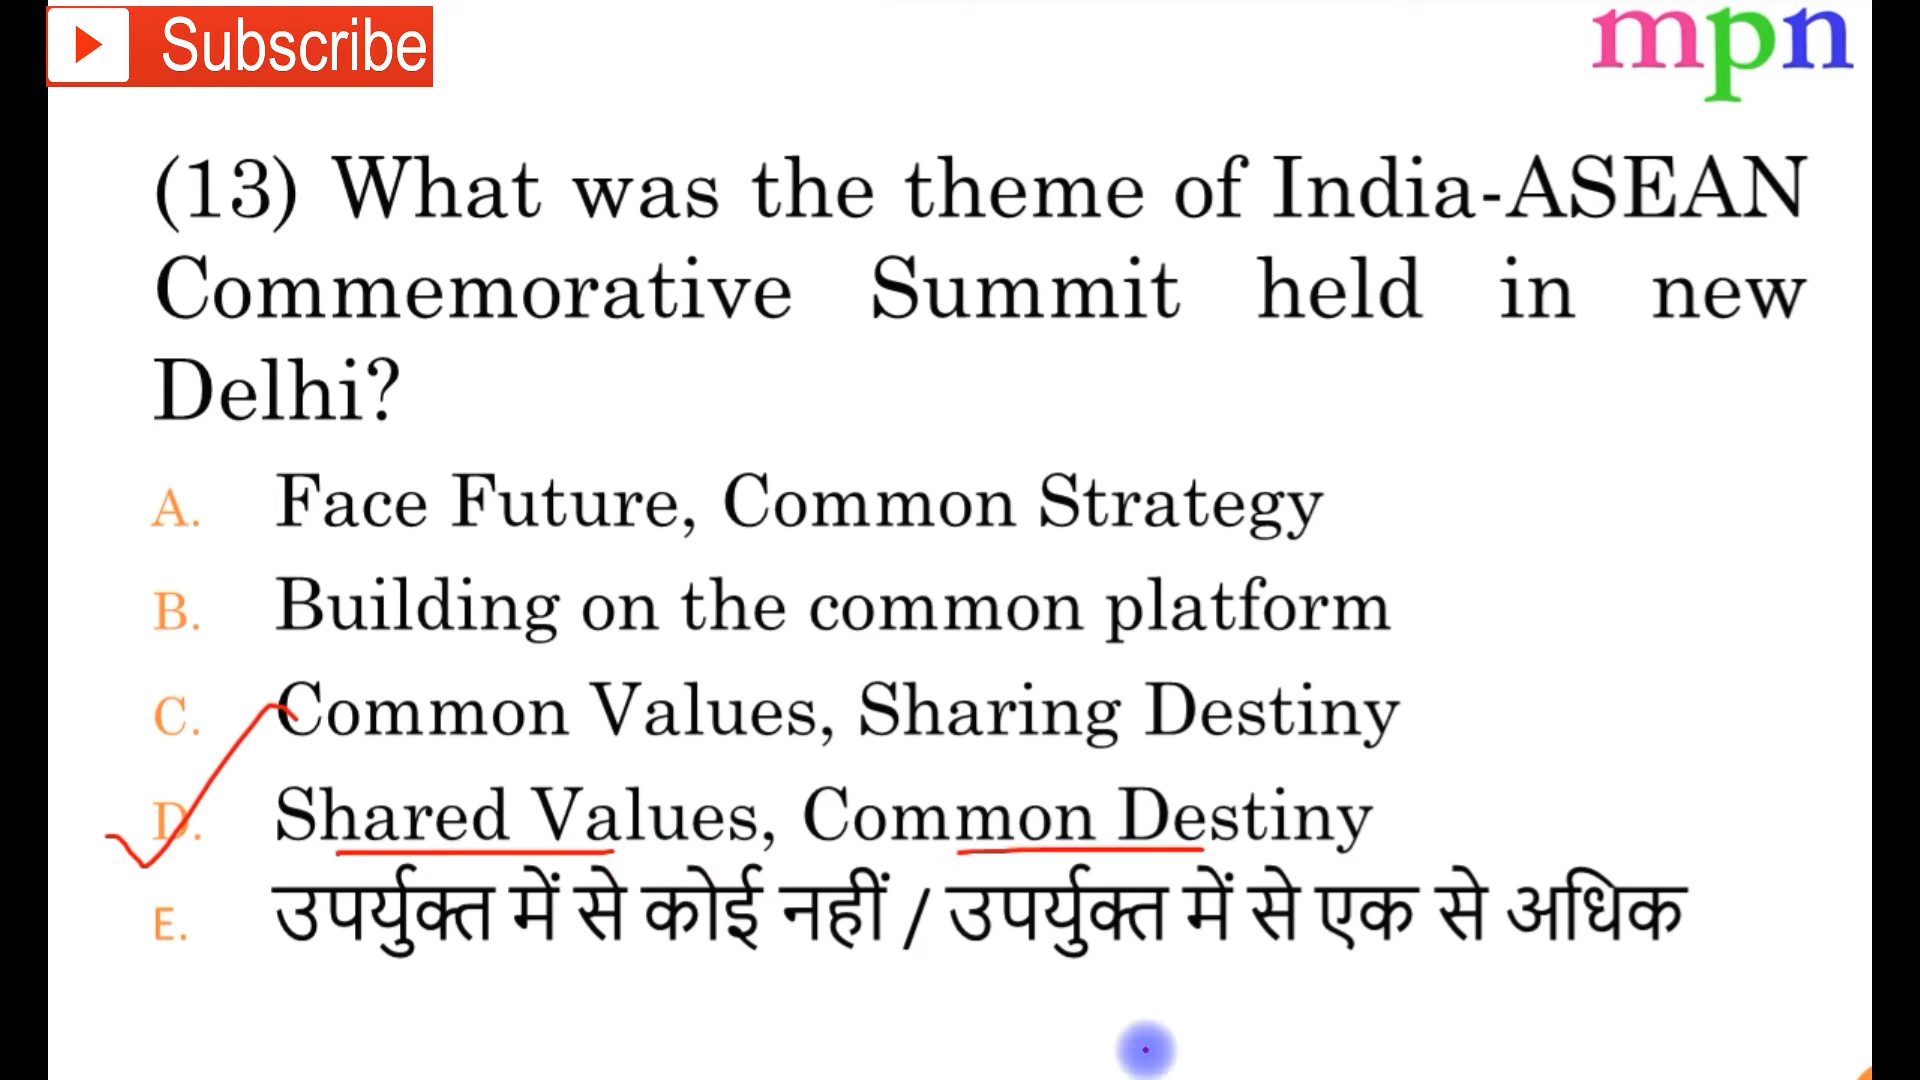 Subscribe
mpn
(13) What was the theme of India-ASEAN
Commemorative Summit held in new
Delhi?
A. Face Future, Common Strategy
B. Building on the common platform
C. Common Values, Sharing Destiny
D. Shared Values, Common Destiny
E. उपर्युक्त में से कोई नहीं / उपर्युक्त में से एक से अधिक